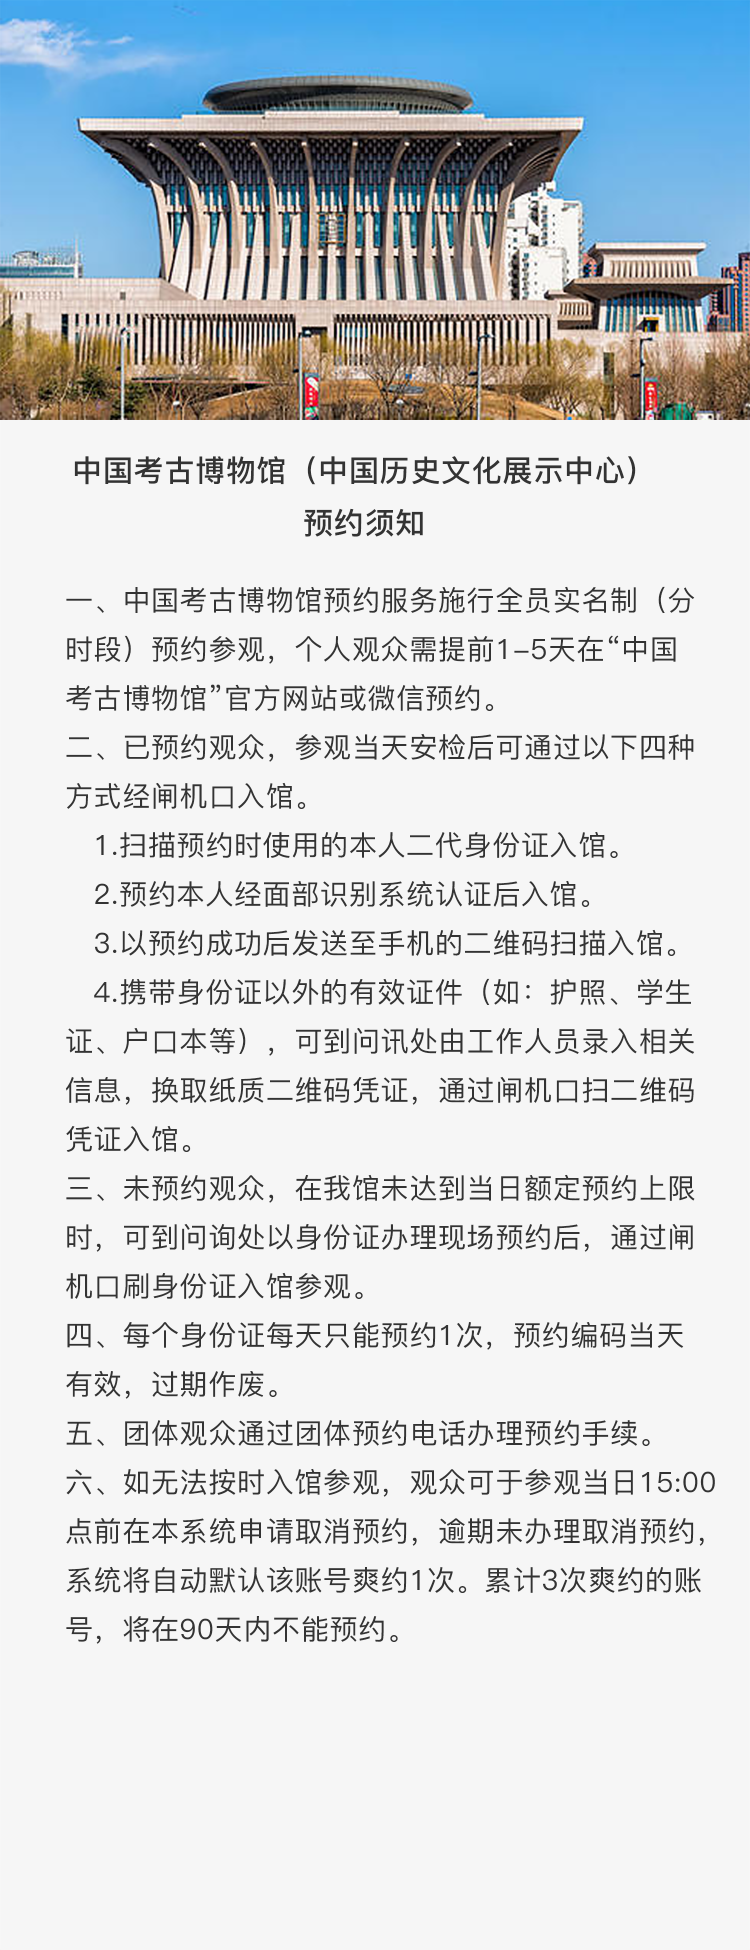 中国考古博物馆（中国历史文化展示中心）
预约须知
一、中国考古博物馆预约服务施行全员实名制（分
时段）预约参观，个人观众需提前1-5天在“中国
考古博物馆”官方网站或微信预约。
二、已预约观众，参观当天安检后可通过以下四种
方式经闸机口入馆。
1.扫描预约时使用的本人二代身份证入馆。
2.预约本人经面部识别系统认证后入馆。
3.以预约成功后发送至手机的二维码扫描入馆。
4.携带身份证以外的有效证件（如：护照、学生
证、户口本等），可到问讯处由工作人员录入相关
信息，换取纸质二维码凭证，通过闸机口扫二维码
凭证入馆。
三、未预约观众，在我馆未达到当日额定预约上限
时，可到问询处以身份证办理现场预约后，通过闸
机口刷身份证入馆参观。
四、每个身份证每天只能预约1次，预约编码当天
有效，过期作废。
五、团体观众通过团体预约电话办理预约手续。
六、如无法按时入馆参观，观众可于参观当日15:00
点前在本系统申请取消预约，逾期未办理取消预约，
系统将自动默认该账号爽约1次。累计3次爽约的账
号，将在90天内不能预约。